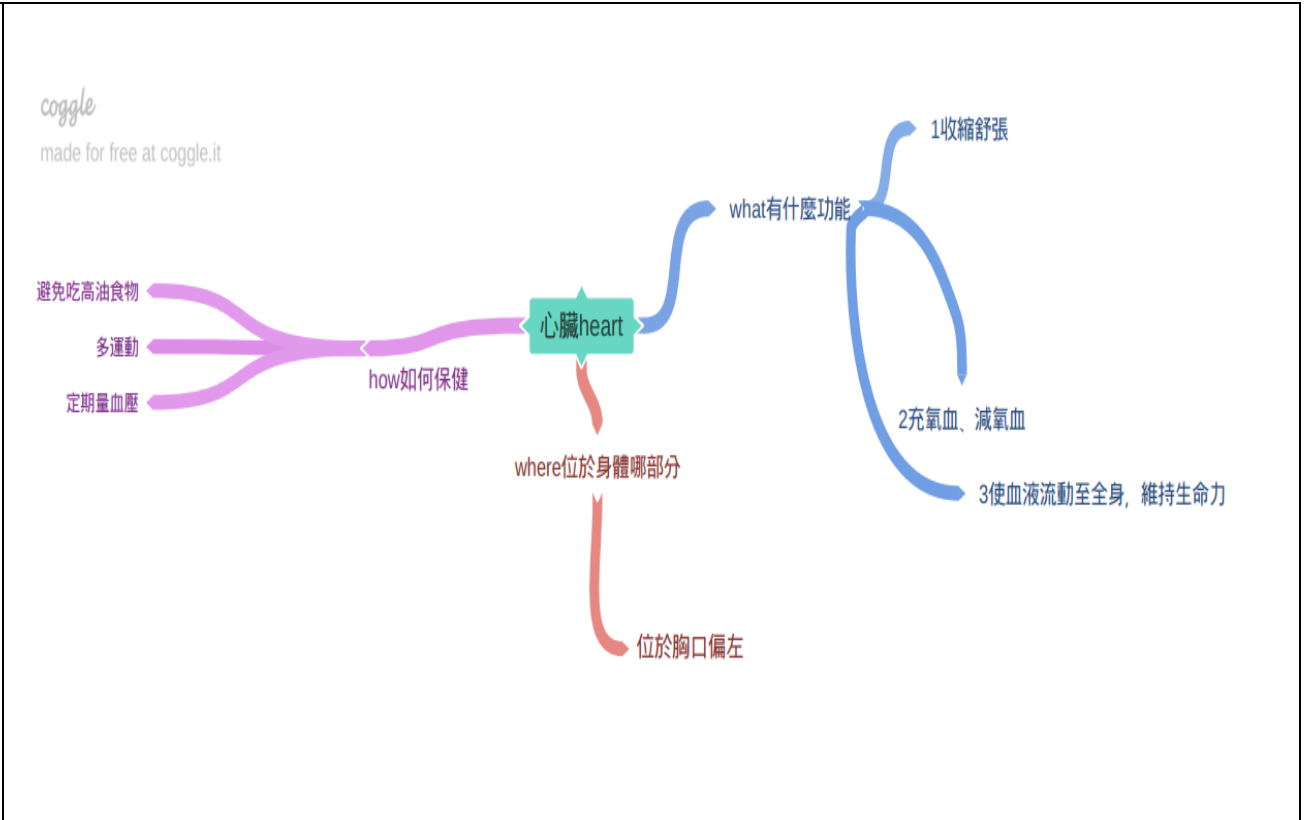 coggle
made for free at coggle.it
1收縮舒張
what有什麼功能
避免吃高油食物
心臟heart
多運動
how如何保健
定期量血壓
2充氧血、減氧血
where位於身體哪部分
3使血液流動至全身，維持生命力
位於胸口偏左